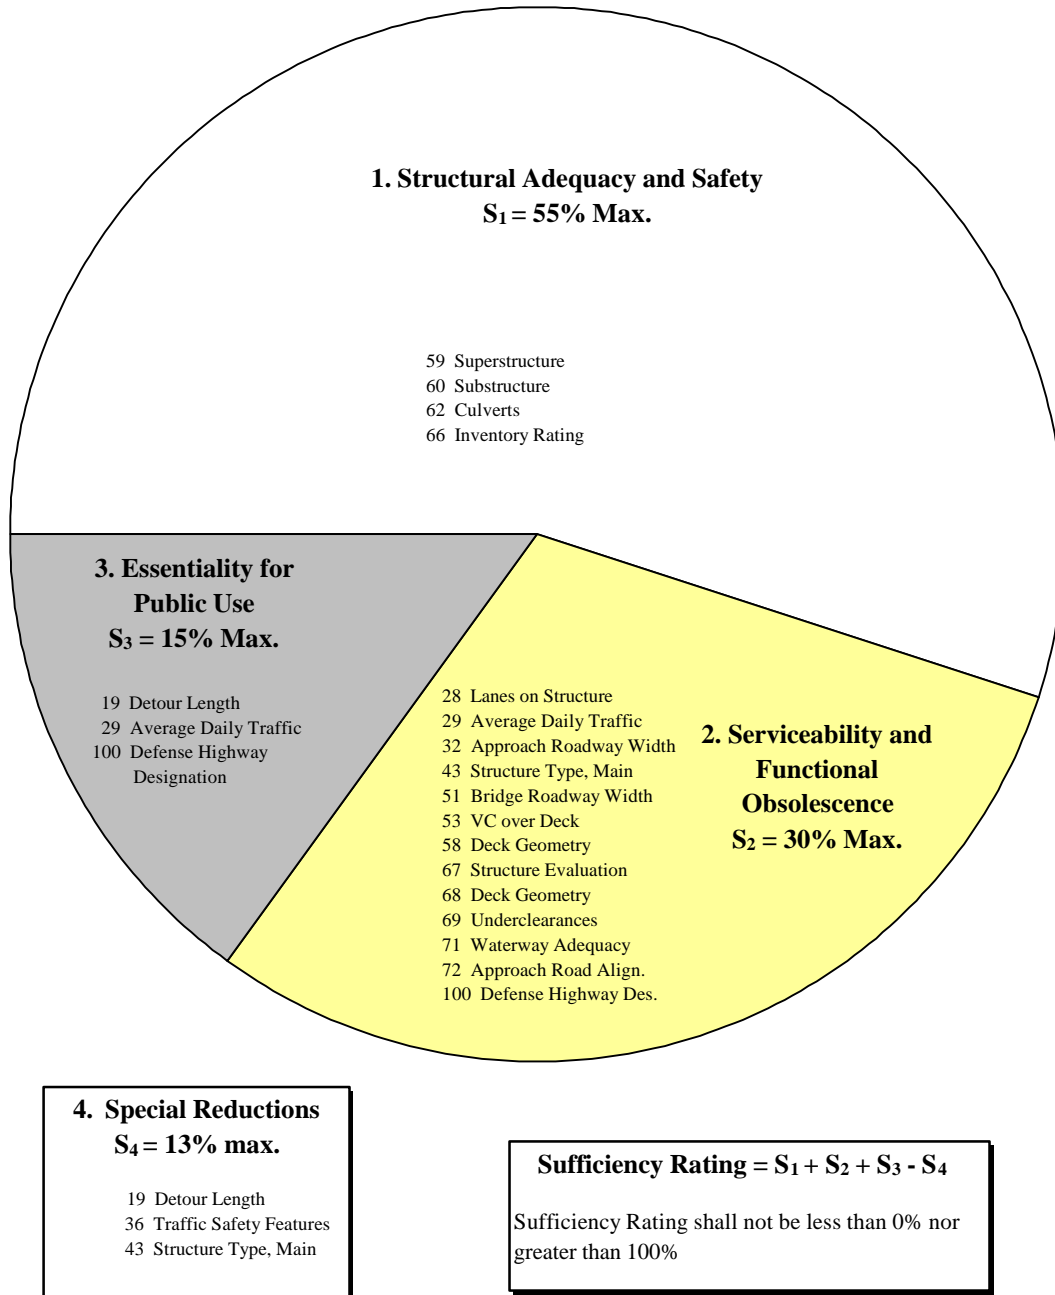 1. Structural Adequacy and Safety
S₁ = 55% Max.
59 Superstructure
60 Substructure
62 Culverts
66 Inventory Rating
3. Essentiality for
Public Use
S₃ = 15% Max.
19 Detour Length
29 Average Daily Traffic
100 Defense Highway
Designation
28 Lanes on Structure
29 Average Daily Traffic
32 Approach Roadway Width
43 Structure Type, Main
51 Bridge Roadway Width
53 VC over Deck
58 Deck Geometry
67 Structure Evaluation
68 Deck Geometry
69 Underclearances
71 Waterway Adequacy
72 Approach Road Align.
100 Defense Highway Des.
2. Serviceability and
Functional
Obsolescence
S₂ = 30% Max.
4. Special Reductions
S₄ = 13% max.
19 Detour Length
36 Traffic Safety Features
43 Structure Type, Main
Sufficiency Rating = S₁ + S₂ + S₃ - S₄
Sufficiency Rating shall not be less than 0% nor
greater than 100%